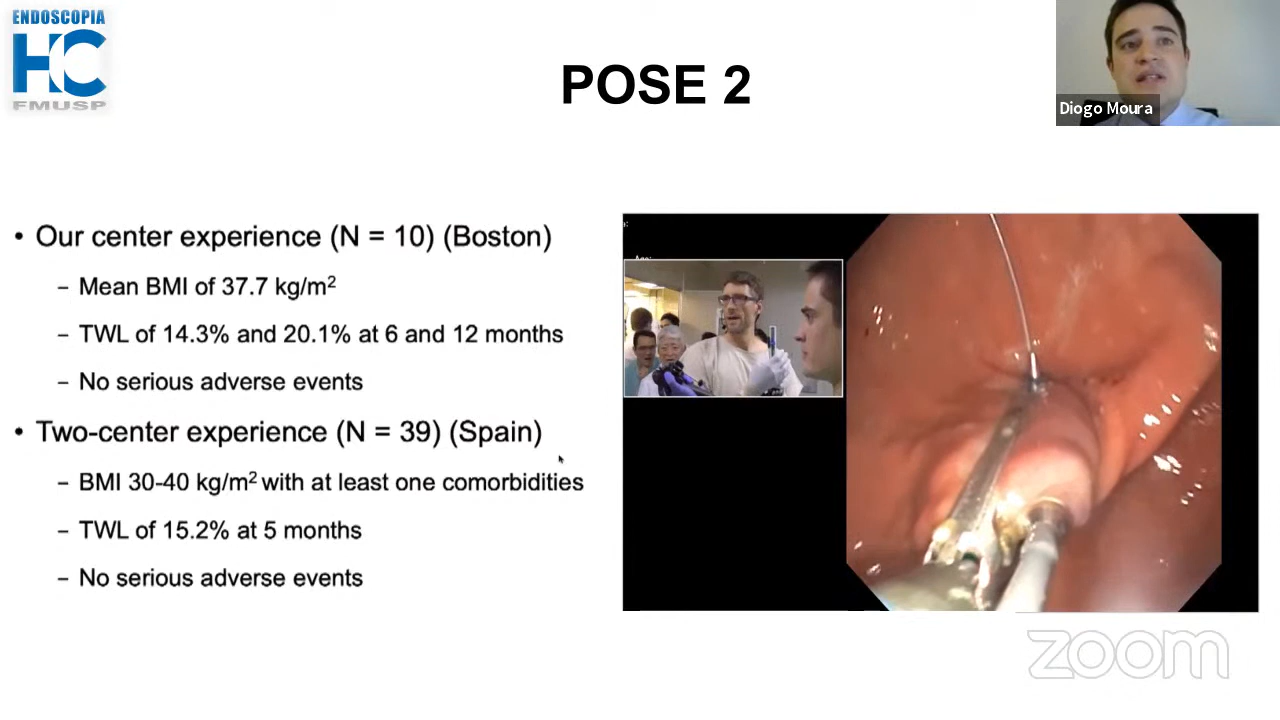 ENDOSCOPIA
HC
FMUSP
POSE 2
Diogo Moura
• Our center experience (N = 10) (Boston)
– Mean BMI of 37.7 kg/m²
– TWL of 14.3% and 20.1% at 6 and 12 months
– No serious adverse events
• Two-center experience (N = 39) (Spain)
– BMI 30-40 kg/m² with at least one comorbidities
– TWL of 15.2% at 5 months
– No serious adverse events
zoom